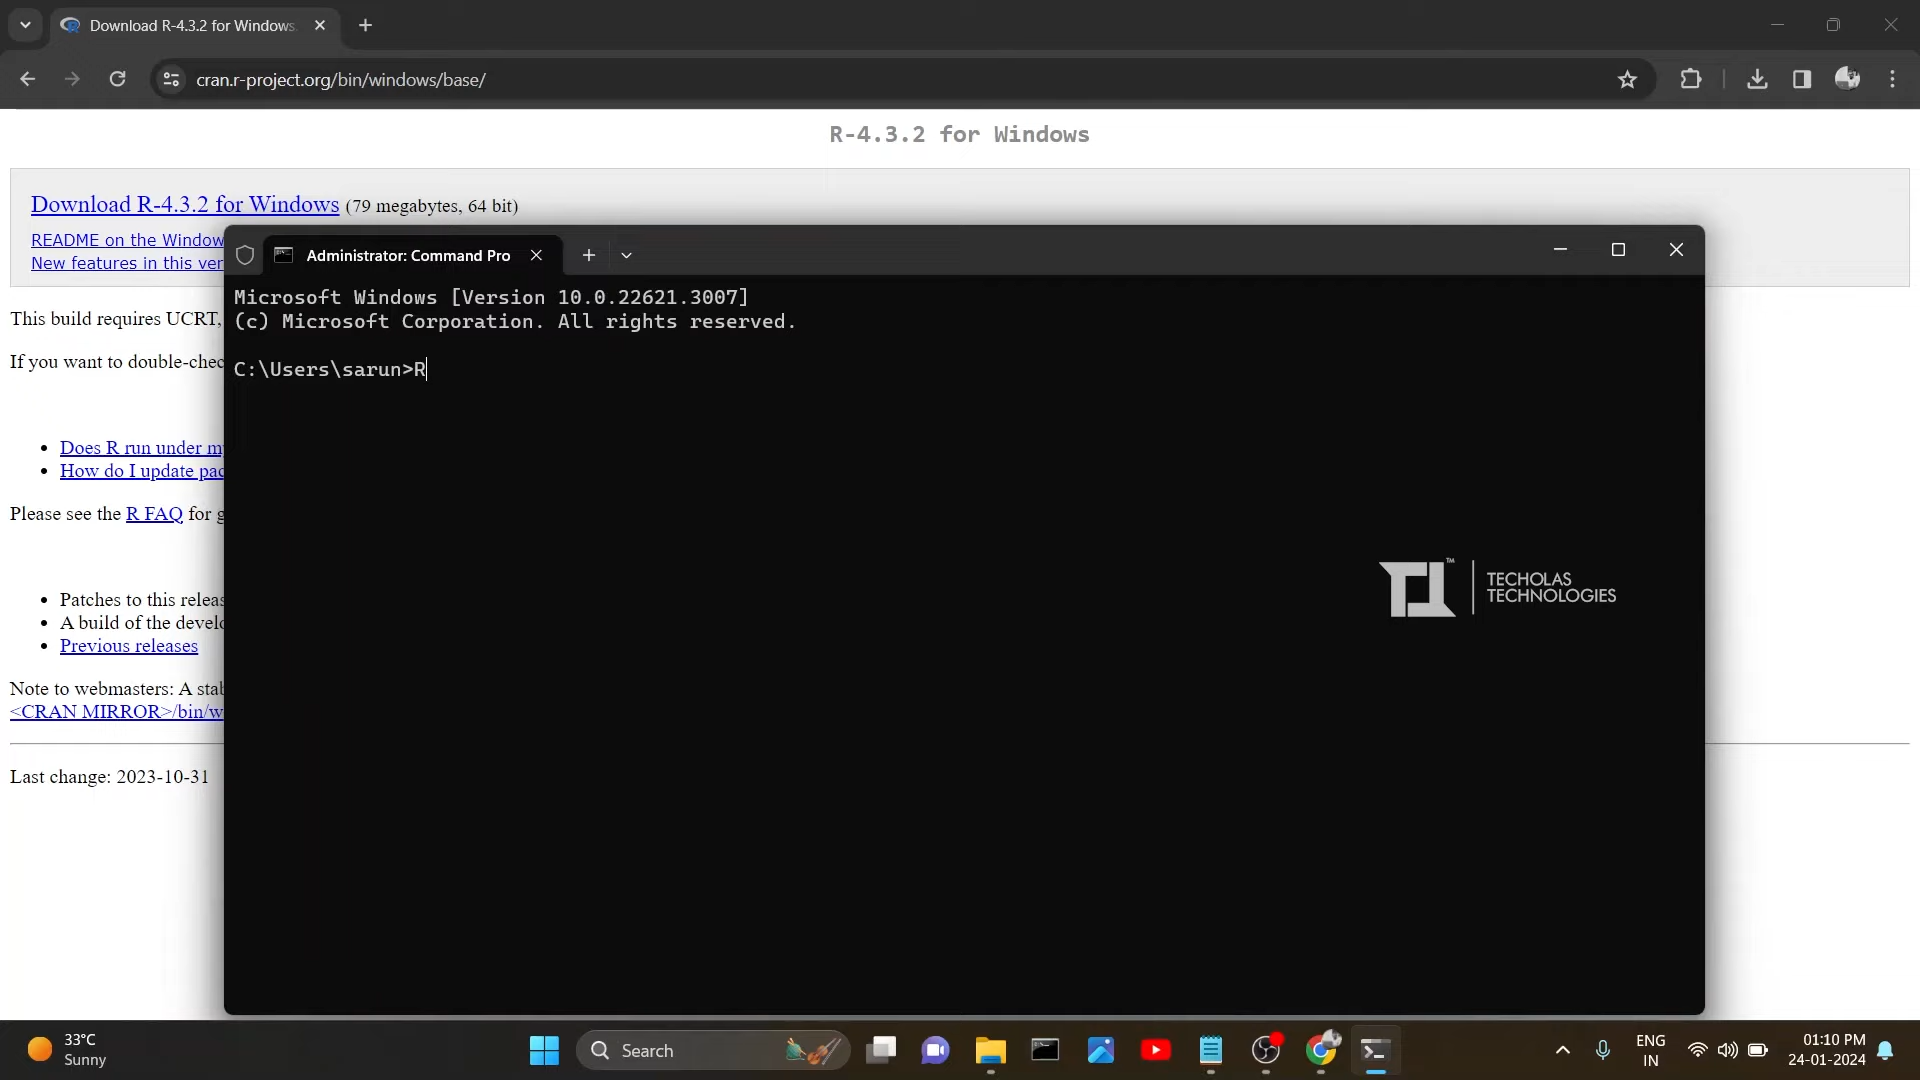 Download R-4.3.2 for Windows.
cran.r-project.org/bin/windows/base/
R-4.3.2 for Windows
Download R-4.3.2 for Windows (79 megabytes, 64 bit)
README on the Window
New features in this ver
This build requires UCRT,
If you want to double-chec
Does R run under m
How do I update pac
Please see the R FAQ for g
Patches to this releas
A build of the develo
Previous releases
Note to webmasters: A stab
<CRAN MIRROR>/bin/w
Last change: 2023-10-31
Administrator: Command Pro
Microsoft Windows [Version 10.0.22621.3007]
(c) Microsoft Corporation. All rights reserved.
C:\Users\sarun>R
TM
TECHOLAS
TECHNOLOGIES
33°C
Sunny
Search
ENG
IN
01:10 PM
24-01-2024